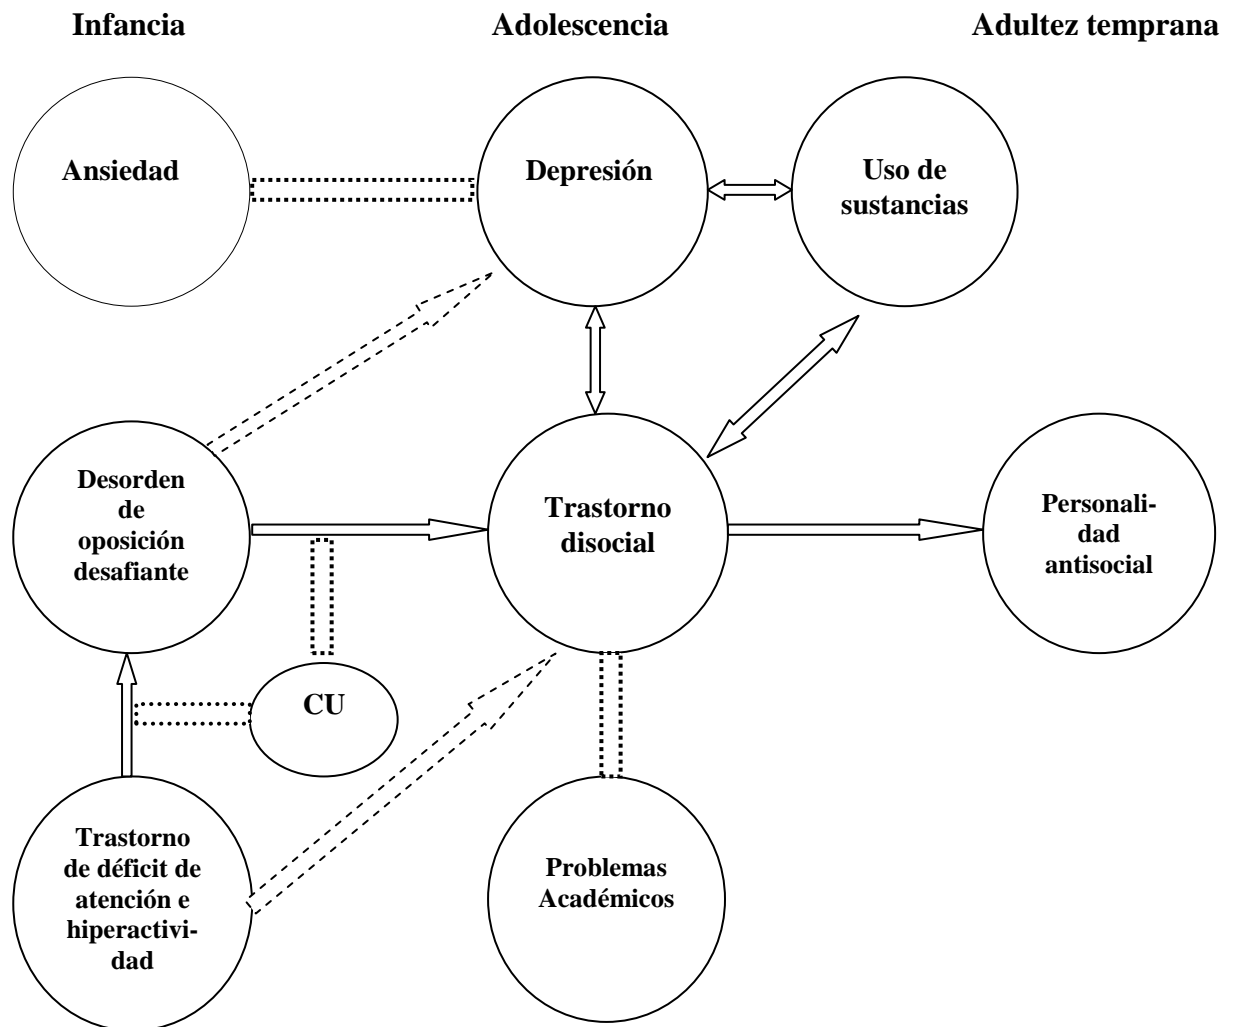 Infancia
Adolescencia
Adultez temprana
Ansiedad
Depresión
Uso de
sustancias
Desorden
de
oposición
desafiante
Trastorno
disocial
Personali-
dad
antisocial
CU
Trastorno
de déficit de
atención e
hiperactivi-
dad
Problemas
Académicos